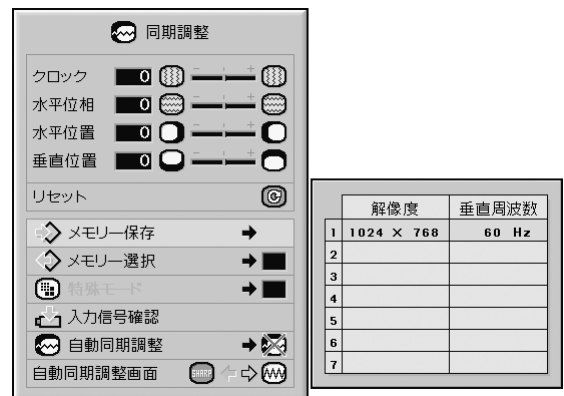 同期調整
クロック 0 - +
水平位相 0 - +
水平位置 0 - +
垂直位置 0 - +
リセット
メモリー保存
メモリー選択
特殊モード
入力信号確認
自動同期調整
自動同期調整画面 SHARP
解像度 垂直周波数
1 1024 × 768 60 Hz
2
3
4
5
6
7